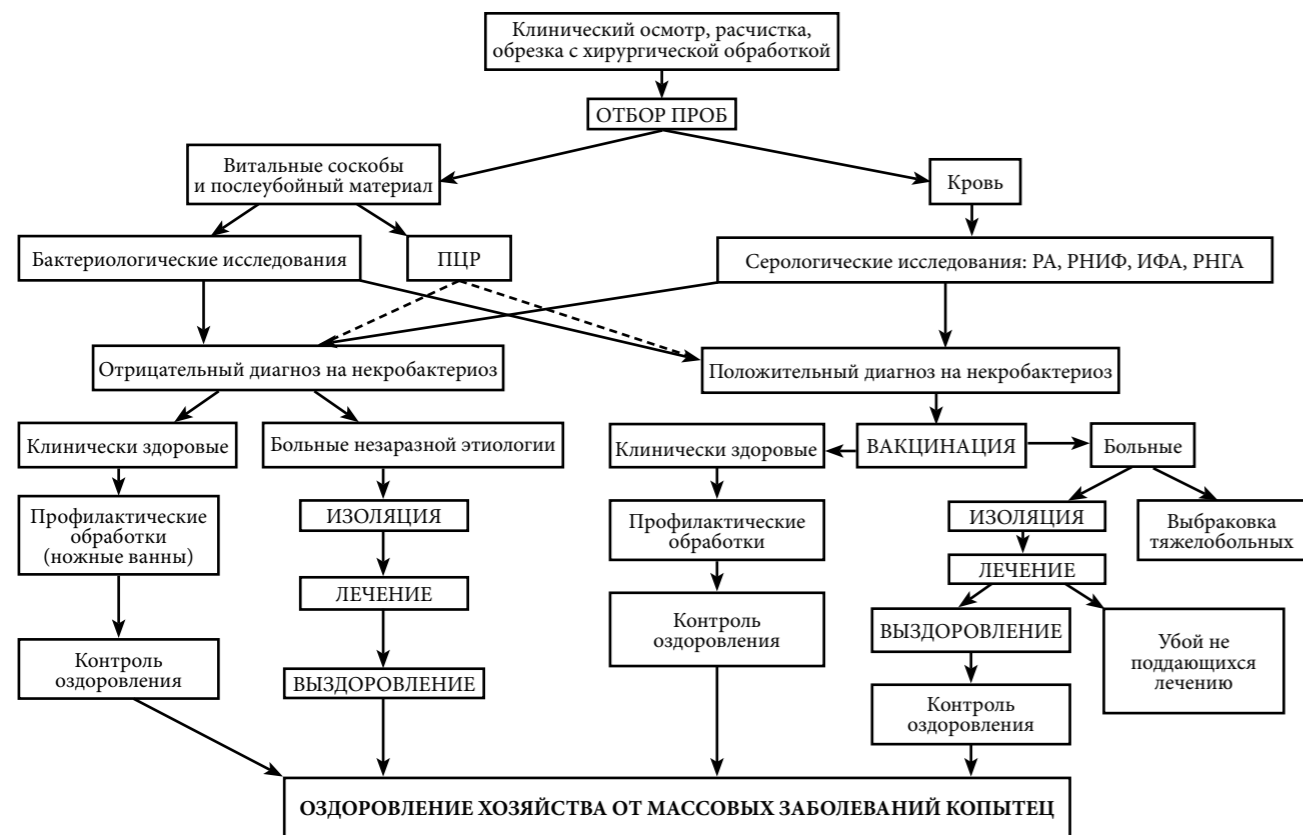 Клинический осмотр, расчистка,
обрезка с хирургической обработкой
ОТБОР ПРОБ
Витальные соскобы
и послеубойный материал
Кровь
Бактериологические исследования
ПЦР
Серологические исследования: РА, РНИФ, ИФА, РНГА
Отрицательный диагноз на некробактериоз
Положительный диагноз на некробактериоз
Клинически здоровые
Больные незаразной этиологии
Клинически здоровые
ВАКЦИНАЦИЯ
Больные
Профилактические
обработки
(ножные ванны)
ИЗОЛЯЦИЯ
Профилактические
обработки
ИЗОЛЯЦИЯ
Выбраковка
тяжелобольных
ЛЕЧЕНИЕ
ЛЕЧЕНИЕ
Контроль
оздоровления
ВЫЗДОРОВЛЕНИЕ
Убой не
поддающихся
лечению
Контроль
оздоровления
ВЫЗДОРОВЛЕНИЕ
Контроль
оздоровления
ОЗДОРОВЛЕНИЕ ХОЗЯЙСТВА ОТ МАССОВЫХ ЗАБОЛЕВАНИЙ КОПЫТЕЦ